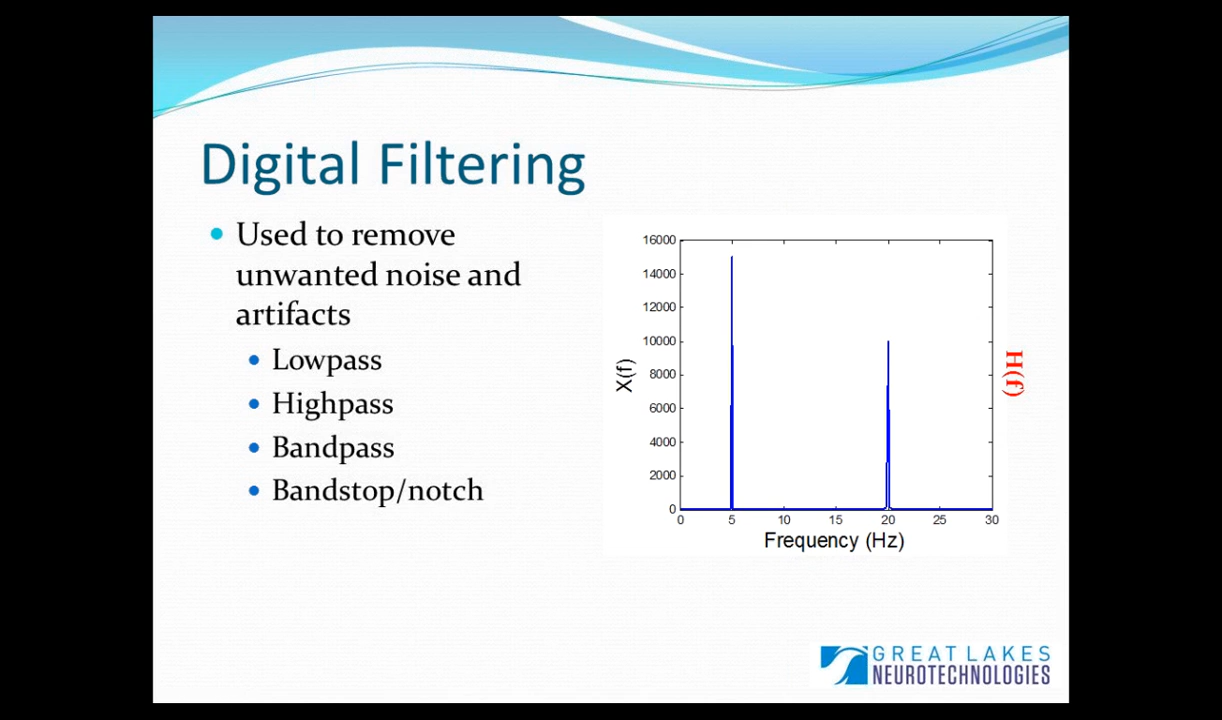 Digital Filtering
Used to remove
unwanted noise and
artifacts
Lowpass
Highpass
Bandpass
Bandstop/notch
16000
14000
12000
10000
8000
6000
4000
2000
0
X(f)
H(f)
0 5 10 15 20 25 30
Frequency (Hz)
GREAT LAKES
NEUROTECHNOLOGIES